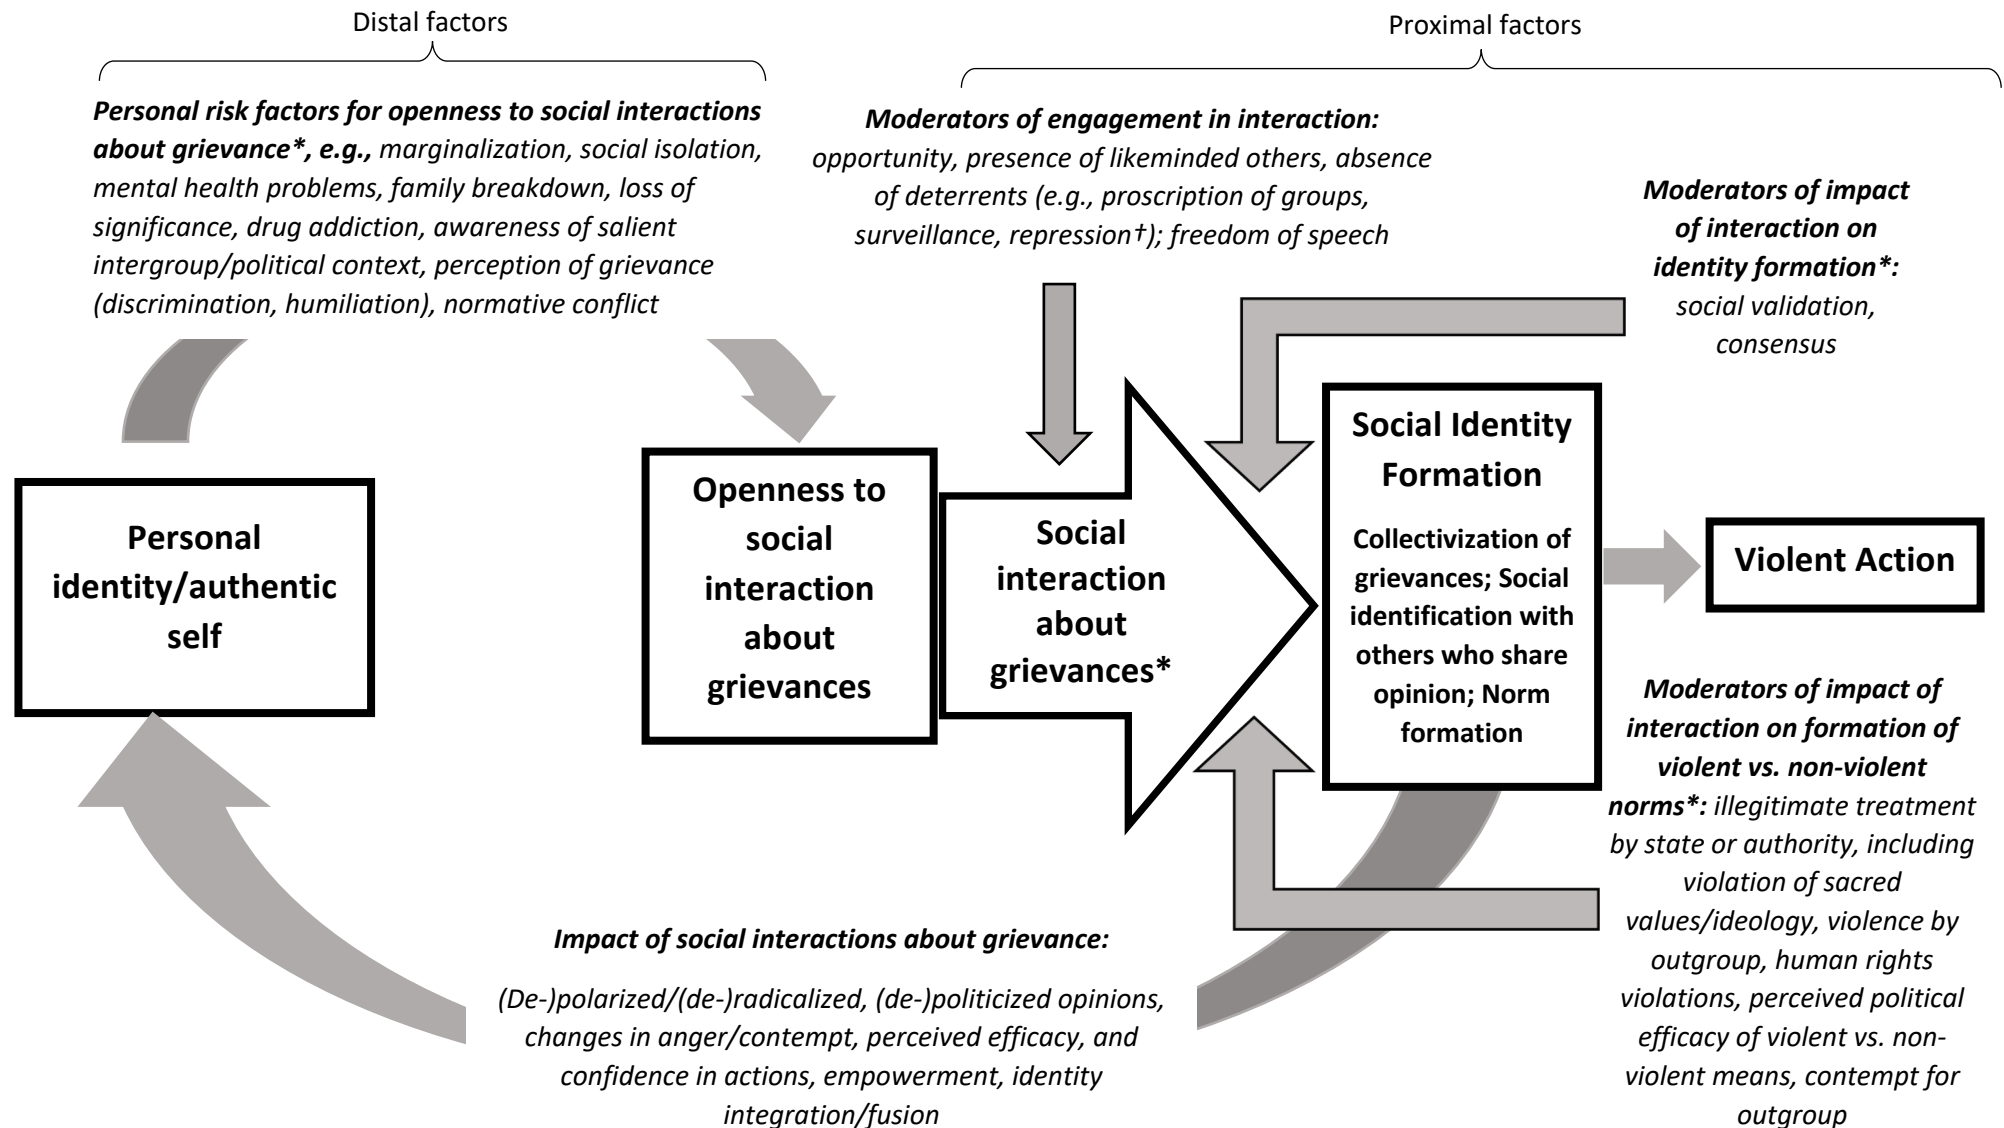 Distal factors
Proximal factors
Personal risk factors for openness to social interactions
about grievance*, e.g., marginalization, social isolation,
mental health problems, family breakdown, loss of
significance, drug addiction, awareness of salient
intergroup/political context, perception of grievance
(discrimination, humiliation), normative conflict
Moderators of engagement in interaction:
opportunity, presence of likeminded others, absence
of deterrents (e.g., proscription of groups,
surveillance, repression†); freedom of speech
Moderators of impact
of interaction on
identity formation*:
social validation,
consensus
Personal
identity/authentic
self
Openness to
social
interaction
about
grievances
Social
interaction
about
grievances*
Social Identity
Formation
Collectivization of
grievances; Social
identification with
others who share
opinion; Norm
formation
Violent Action
Moderators of impact of
interaction on formation of
violent vs. non-violent
norms*: illegitimate treatment
by state or authority, including
violation of sacred
values/ideology, violence by
outgroup, human rights
violations, perceived political
efficacy of violent vs. non-
violent means, contempt for
outgroup
Impact of social interactions about grievance:
(De-)polarized/(de-)radicalized, (de-)politicized opinions,
changes in anger/contempt, perceived efficacy, and
confidence in actions, empowerment, identity
integration/fusion